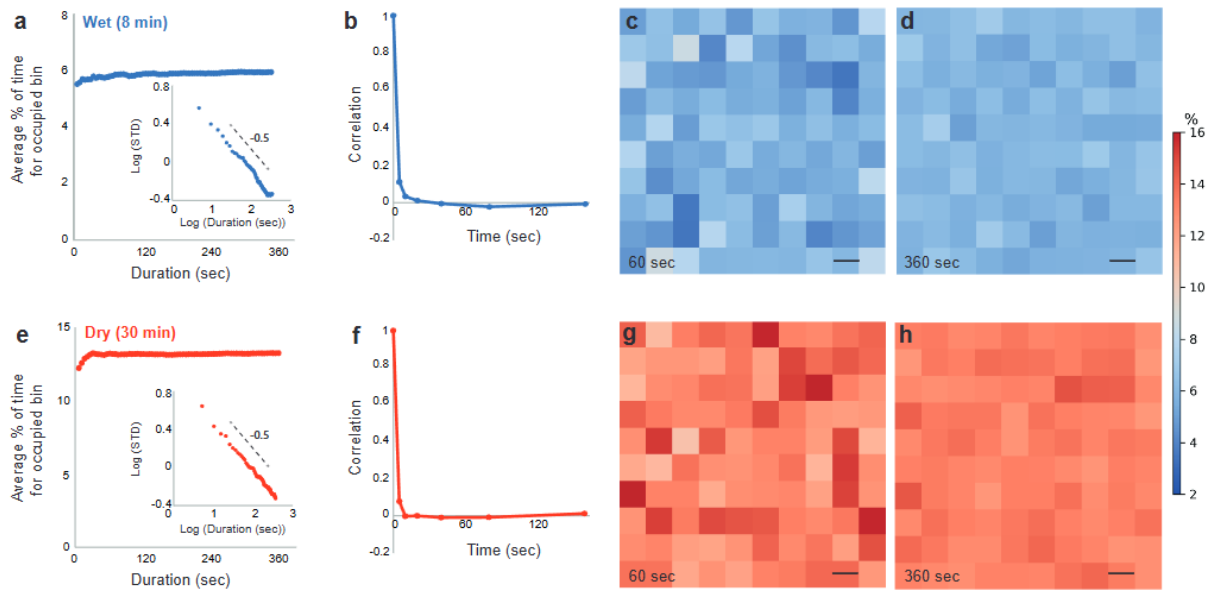 a
Wet (8 min)
8
6
4
2
0
Average % of time
for occupied bin
0
120
240
360
Duration (sec)
0.8
0.4
0
-0.4
Log (STD)
-0.5
0
1
2
3
Log (Duration (sec))
b
1
0.8
0.6
0.4
0.2
0
-0.2
Correlation
0
60
120
Time (sec)
c
60 sec
d
360 sec
%
16
14
12
10
8
6
4
2
e
Dry (30 min)
15
13
10
5
0
Average % of time
for occupied bin
0
120
240
360
Duration (sec)
0.8
0.4
0
-0.4
Log (STD)
-0.5
0
1
2
3
Log (Duration (sec))
f
1
0.8
0.6
0.4
0.2
0
-0.2
Correlation
0
60
120
Time (sec)
g
60 sec
h
360 sec